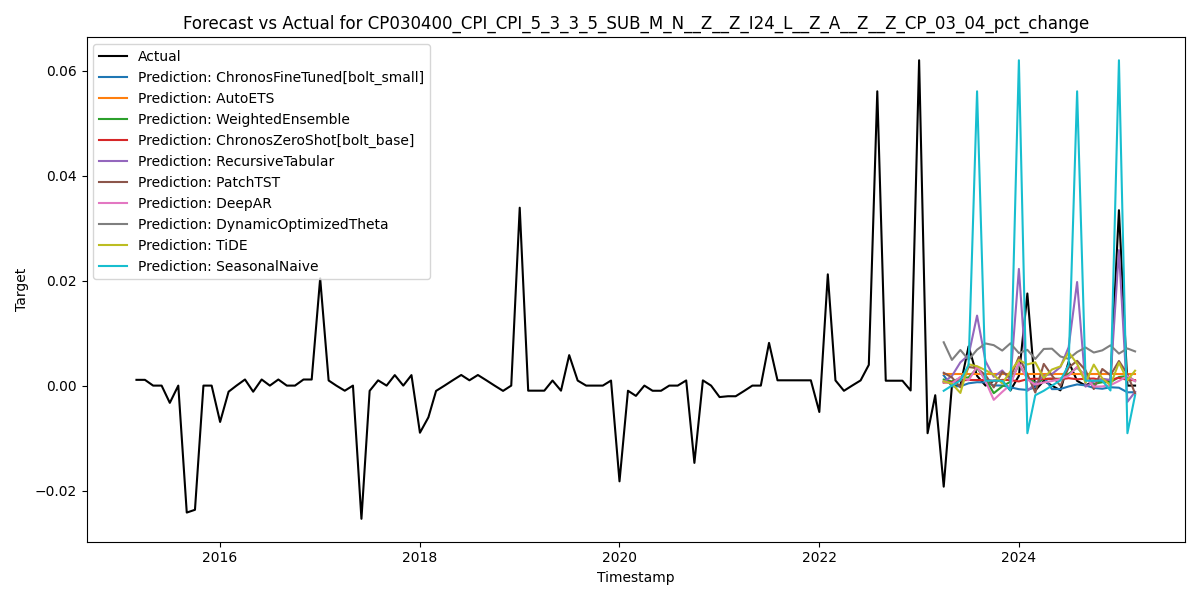 Forecast vs Actual for CP030400_CPI_CPI_5_3_3_5_SUB_M_N__Z__Z_I24_L__Z_A__Z__Z_CP_03_04_pct_change
Actual
Prediction: ChronosFineTuned[bolt_small]
Prediction: AutoETS
Prediction: WeightedEnsemble
Prediction: ChronosZeroShot[bolt_base]
Prediction: RecursiveTabular
Prediction: PatchTST
Prediction: DeepAR
Prediction: DynamicOptimizedTheta
Prediction: TiDE
Prediction: SeasonalNaive
Target
0.06
0.04
0.02
0.00
−0.02
2016
2018
2020
2022
2024
Timestamp